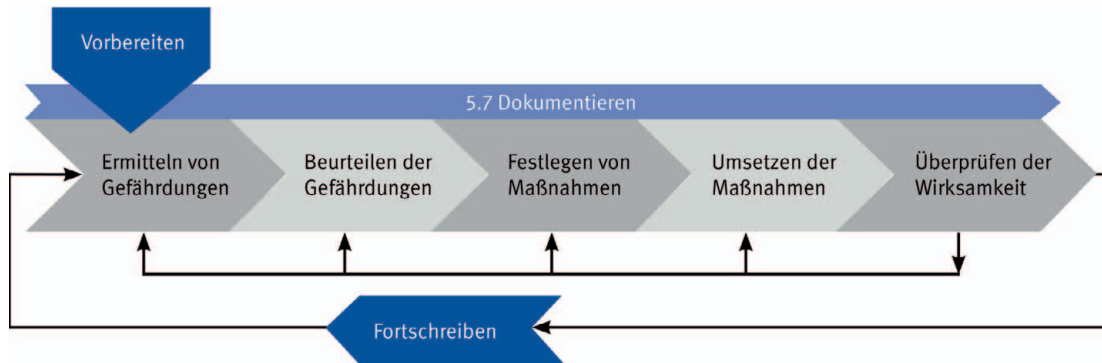 Vorbereiten
5.7 Dokumentieren
Ermitteln von
Gefährdungen
Beurteilen der
Gefährdungen
Festlegen von
Maßnahmen
Umsetzen der
Maßnahmen
Überprüfen der
Wirksamkeit
Fortschreiben